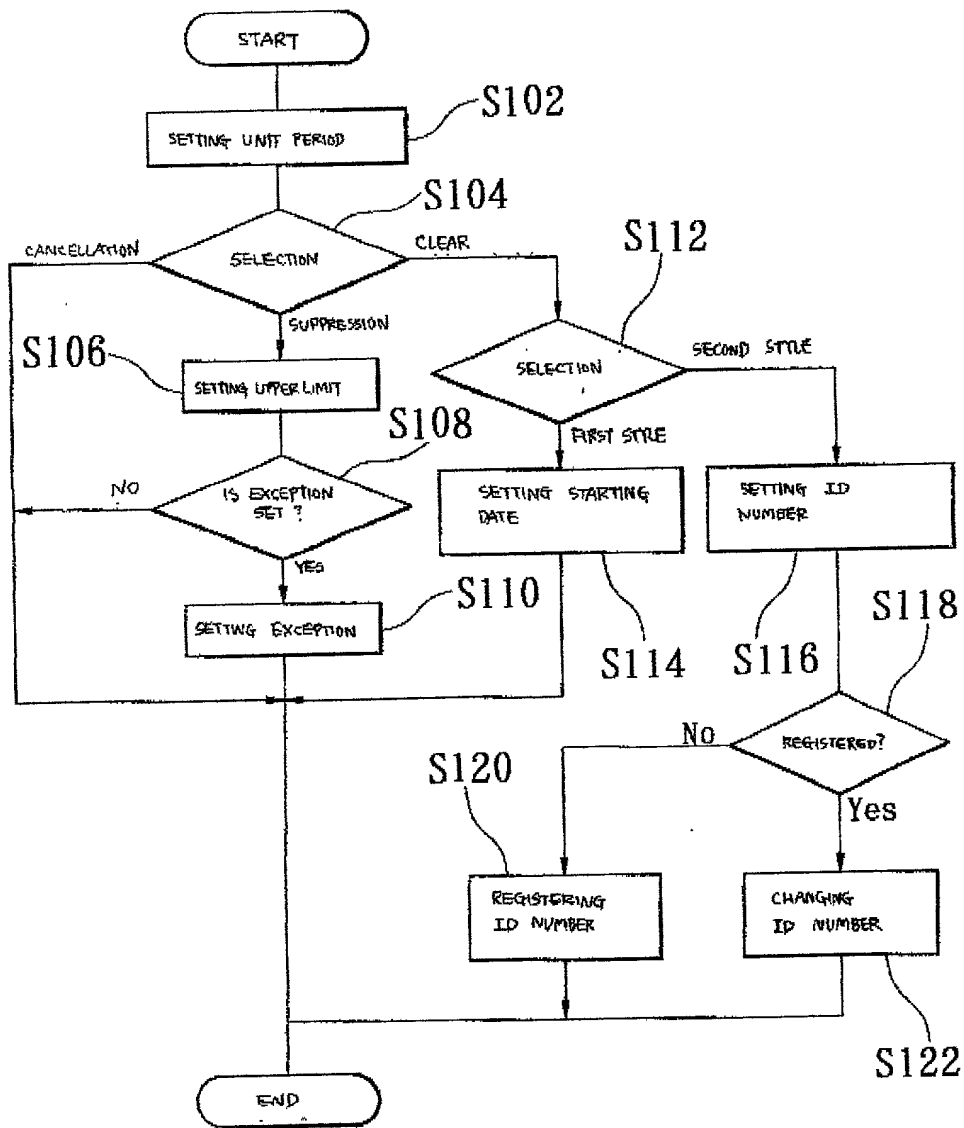 START
S102
SETTING UNIT PERIOD
S104
CANCELLATION
SELECTION
CLEAR
S112
SUPPRESSION
S106
SETTING UPPER LIMIT
SELECTION
SECOND STYLE
S108
FIRST STYLE
NO
IS EXCEPTION
SET ?
YES
SETTING STARTING
DATE
SETTING ID
NUMBER
S110
SETTING EXCEPTION
S114
S116
S118
No
REGISTERED?
S120
Yes
REGISTERING
ID NUMBER
CHANGING
ID NUMBER
S122
END